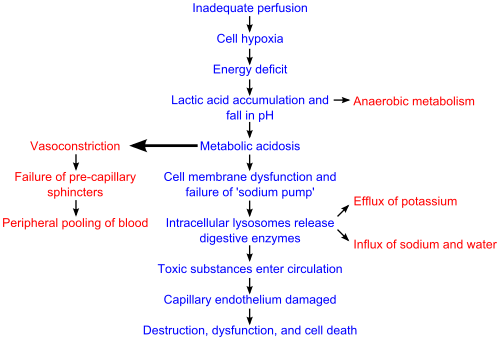 Inadequate perfusion
Cell hypoxia
Energy deficit
Lactic acid accumulation and
fall in pH
Anaerobic metabolism
Metabolic acidosis
Vasoconstriction
Failure of pre-capillary
sphincters
Peripheral pooling of blood
Cell membrane dysfunction and
failure of 'sodium pump'
Intracellular lysosomes release
digestive enzymes
Efflux of potassium
Influx of sodium and water
Toxic substances enter circulation
Capillary endothelium damaged
Destruction, dysfunction, and cell death